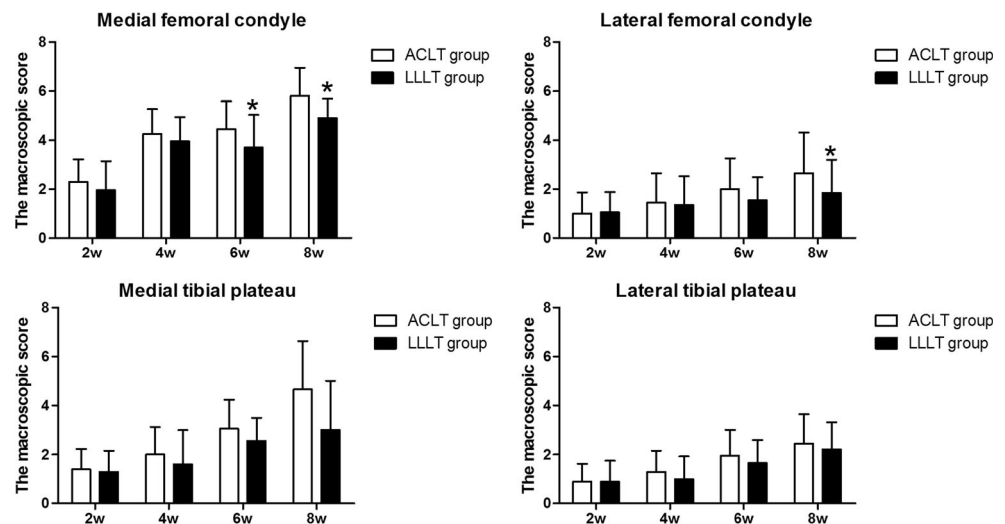 Medial femoral condyle
The macroscopic score
8
6
4
2
0
* *
2w 4w 6w 8w
ACLT group
LLLT group
Lateral femoral condyle
The macroscopic score
8
6
4
2
0
*
2w 4w 6w 8w
ACLT group
LLLT group
Medial tibial plateau
The macroscopic score
8
6
4
2
0
2w 4w 6w 8w
ACLT group
LLLT group
Lateral tibial plateau
The macroscopic score
8
6
4
2
0
2w 4w 6w 8w
ACLT group
LLLT group